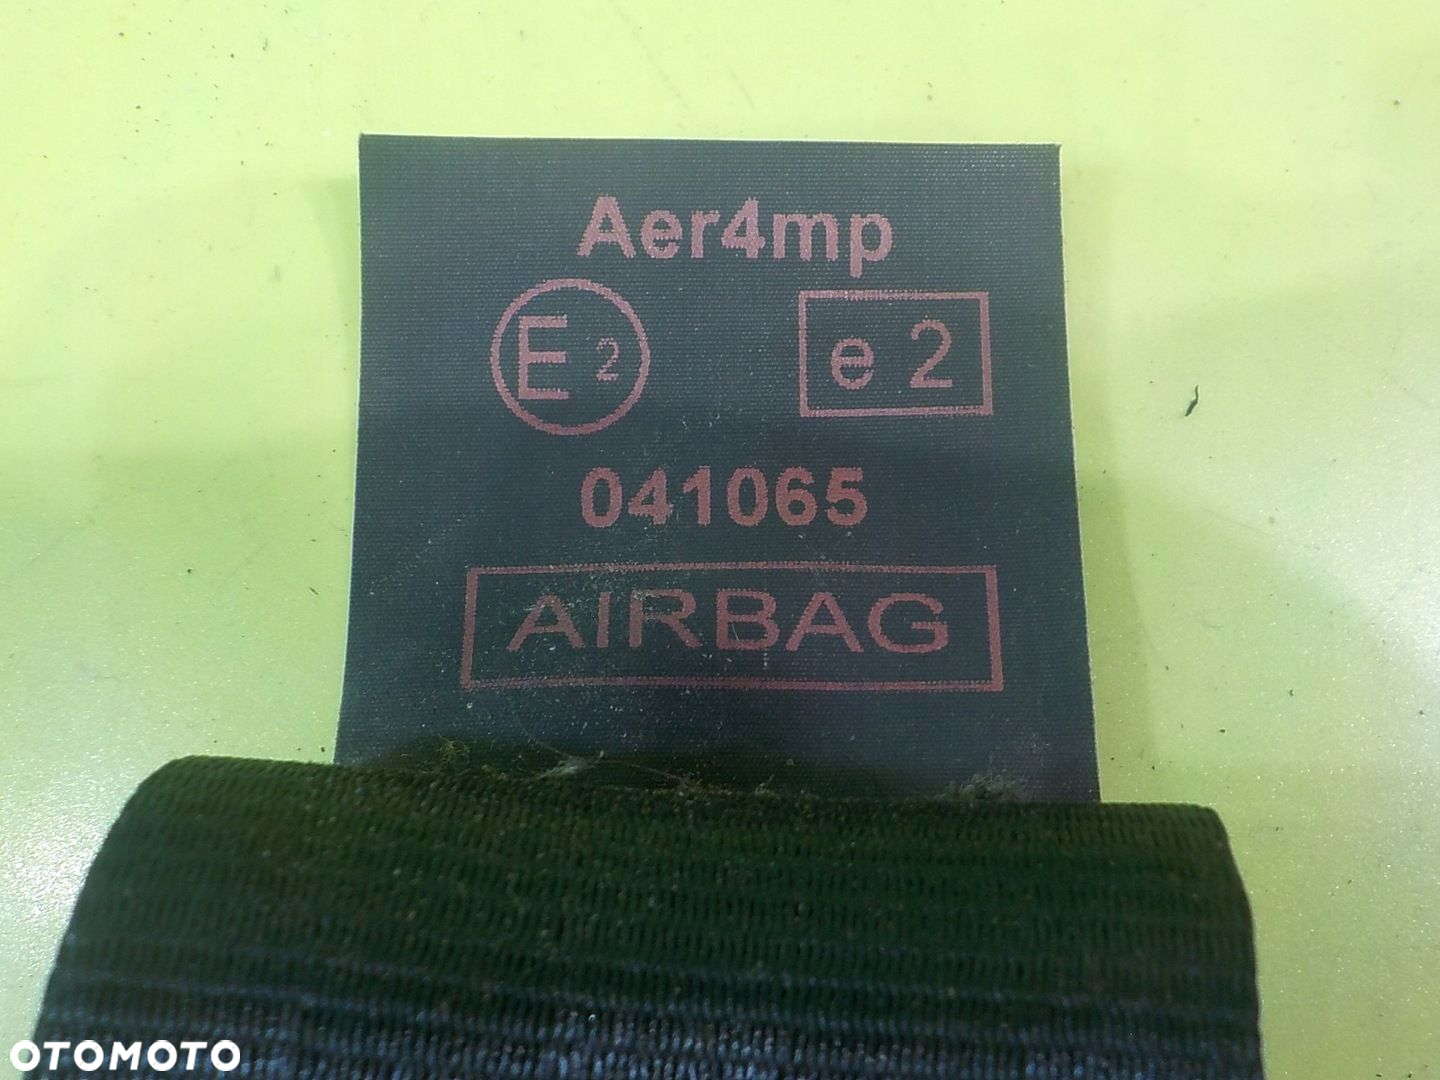 Aer4mp
E 2 e 2
041065
AIRBAG
OTOMOTO